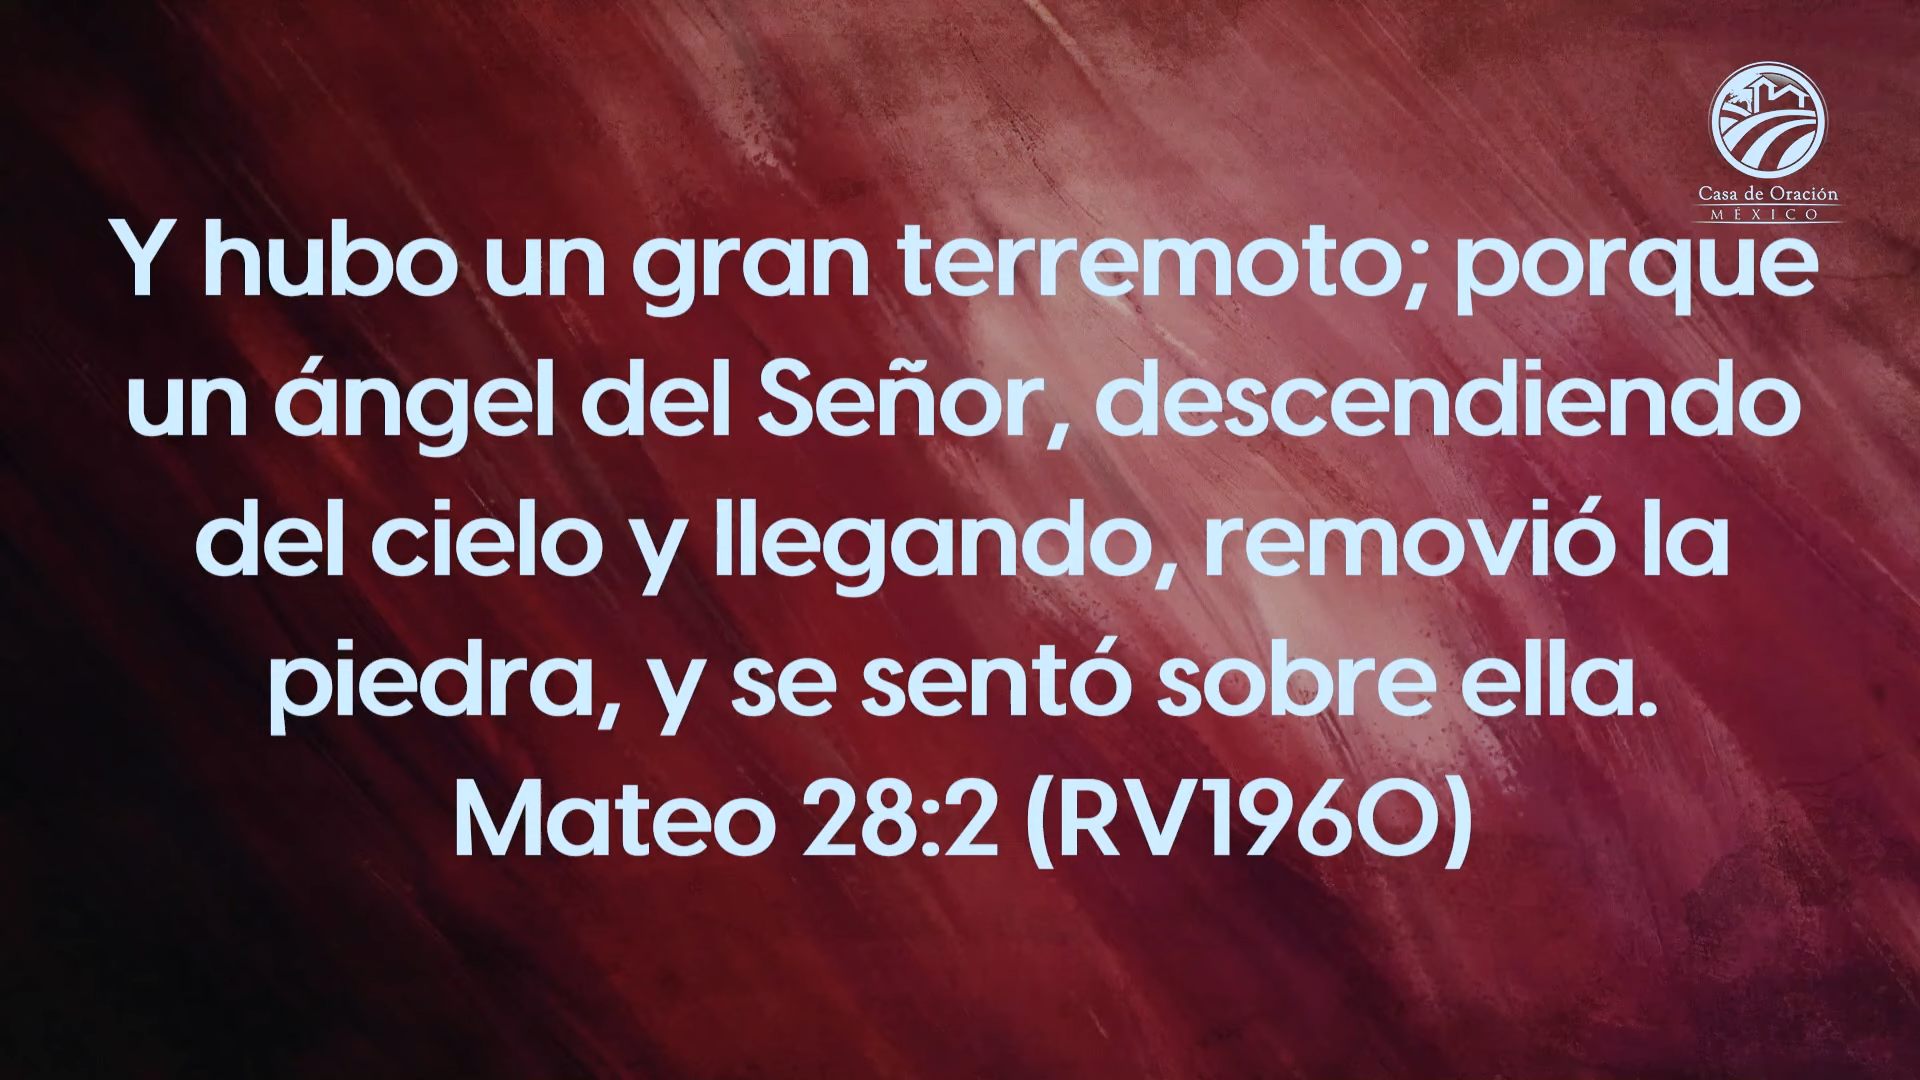 Casa de Oración
MÉXICO
Y hubo un gran terremoto; porque
un ángel del Señor, descendiendo
del cielo y llegando, removió la
piedra, y se sentó sobre ella.
Mateo 28:2 (RV1960)